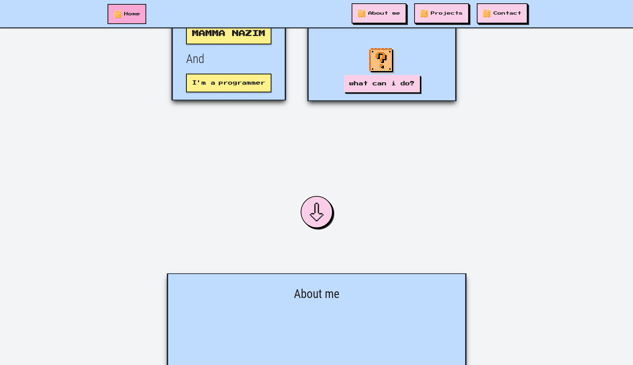 Home
About me
Projects
Contact
MAMMA NAZIM
And
I'm a programmer
?
what can i do?
About me